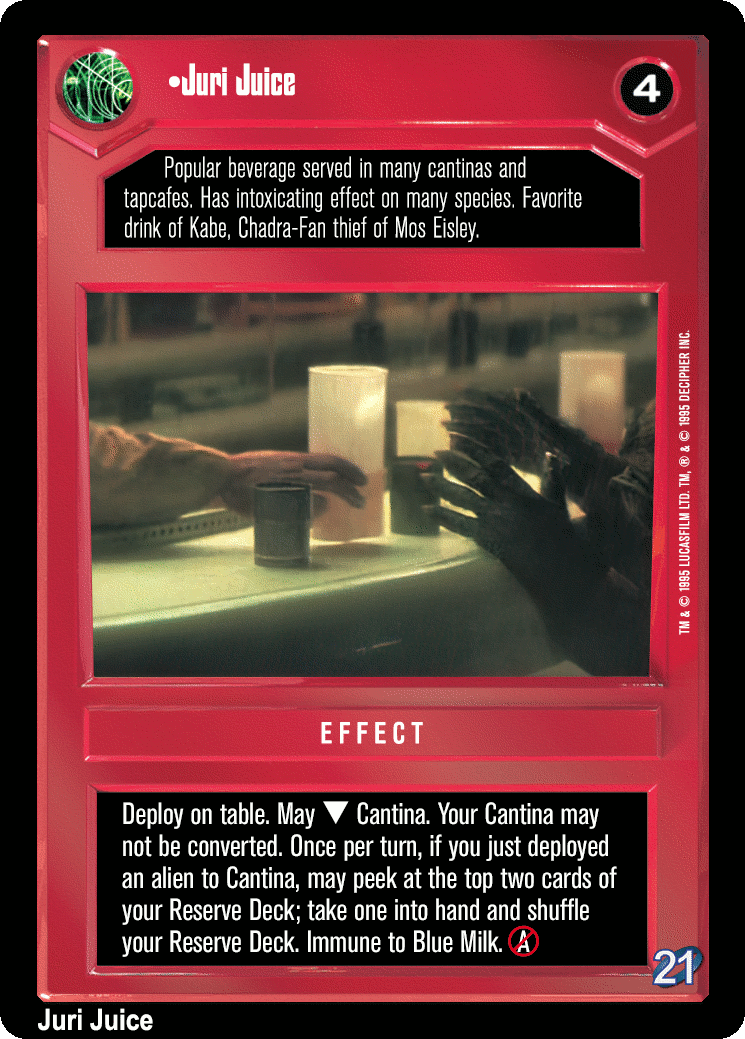 •Juri Juice
4
Popular beverage served in many cantinas and
tapcafes. Has intoxicating effect on many species. Favorite
drink of Kabe, Chadra-Fan thief of Mos Eisley.
TM & © 1995 LUCASFILM LTD. TM, ® & © 1995 DECIPHER INC.
EFFECT
Deploy on table. May ▼ Cantina. Your Cantina may
not be converted. Once per turn, if you just deployed
an alien to Cantina, may peek at the top two cards of
your Reserve Deck; take one into hand and shuffle
your Reserve Deck. Immune to Blue Milk. A
21
Juri Juice